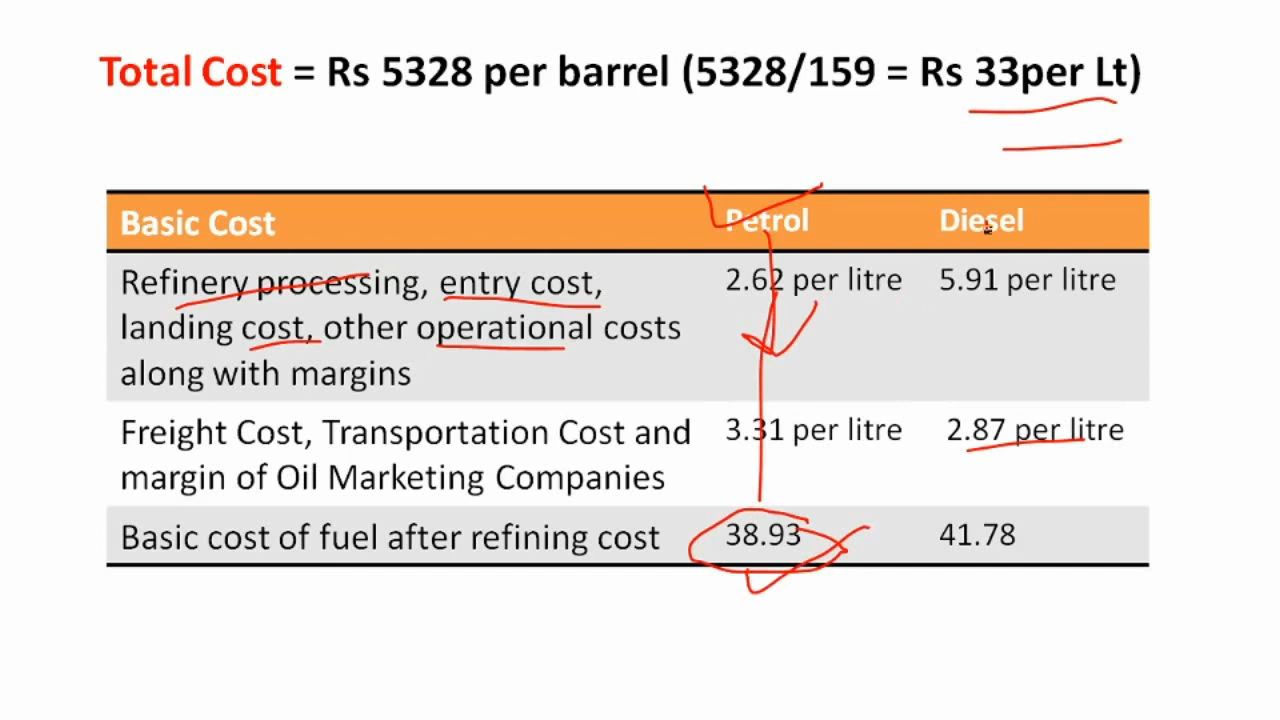 Total Cost = Rs 5328 per barrel (5328/159 = Rs 33per Lt)
Basic Cost Petrol Diesel
Refinery processing, entry cost, 2.62 per litre 5.91 per litre
landing cost, other operational costs
along with margins
Freight Cost, Transportation Cost and 3.31 per litre 2.87 per litre
margin of Oil Marketing Companies
Basic cost of fuel after refining cost 38.93 41.78